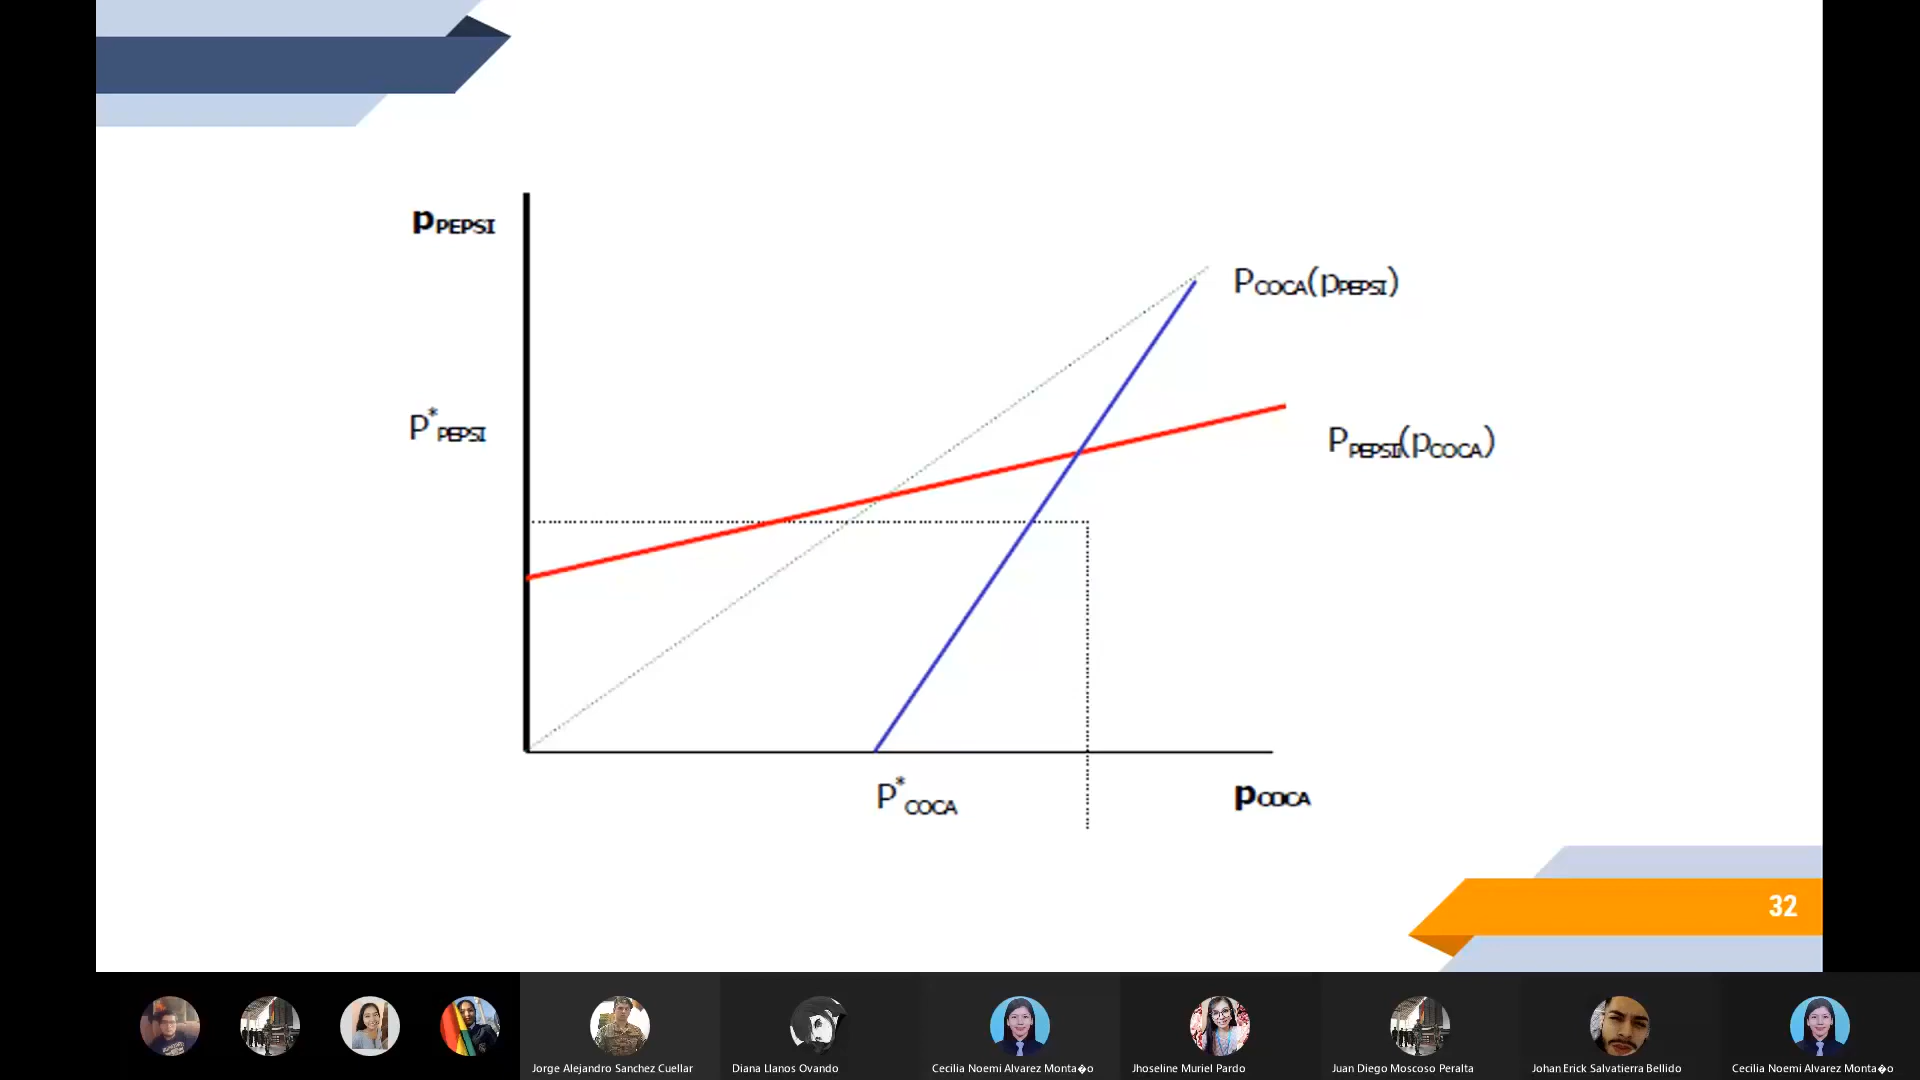 pPEPSI
PCOCA(pPEPSI)
P*PEPSI
PPEPSI(pCOCA)
P*COCA
pCOCA
32
Jorge Alejandro Sanchez Cuellar
Diana Llanos Ovando
Cecilia Noemi Alvarez Monta�o
Jhoseline Muriel Pardo
Juan Diego Moscoso Peralta
Johan Erick Salvatierra Bellido
Cecilia Noemi Alvarez Monta�o